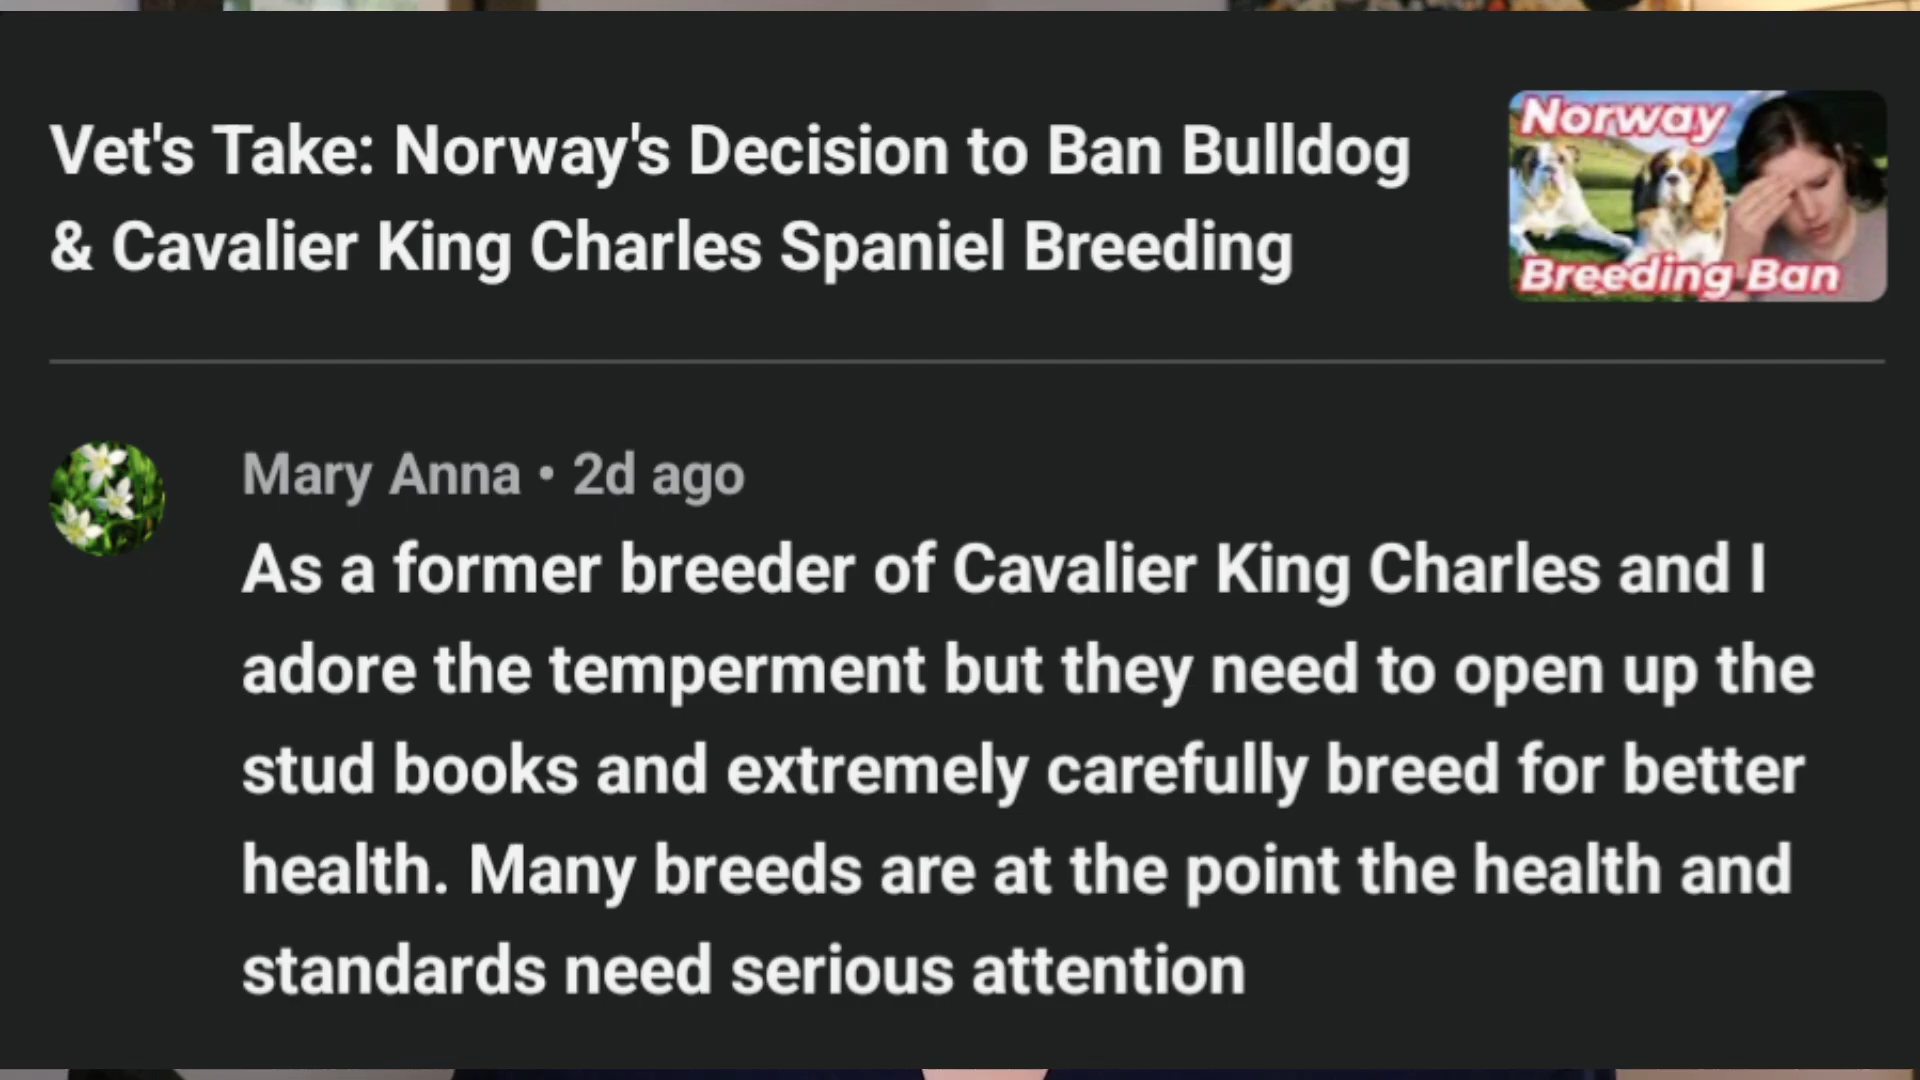 Vet's Take: Norway's Decision to Ban Bulldog
& Cavalier King Charles Spaniel Breeding
Norway
Breeding Ban
Mary Anna • 2d ago
As a former breeder of Cavalier King Charles and I
adore the temperment but they need to open up the
stud books and extremely carefully breed for better
health. Many breeds are at the point the health and
standards need serious attention